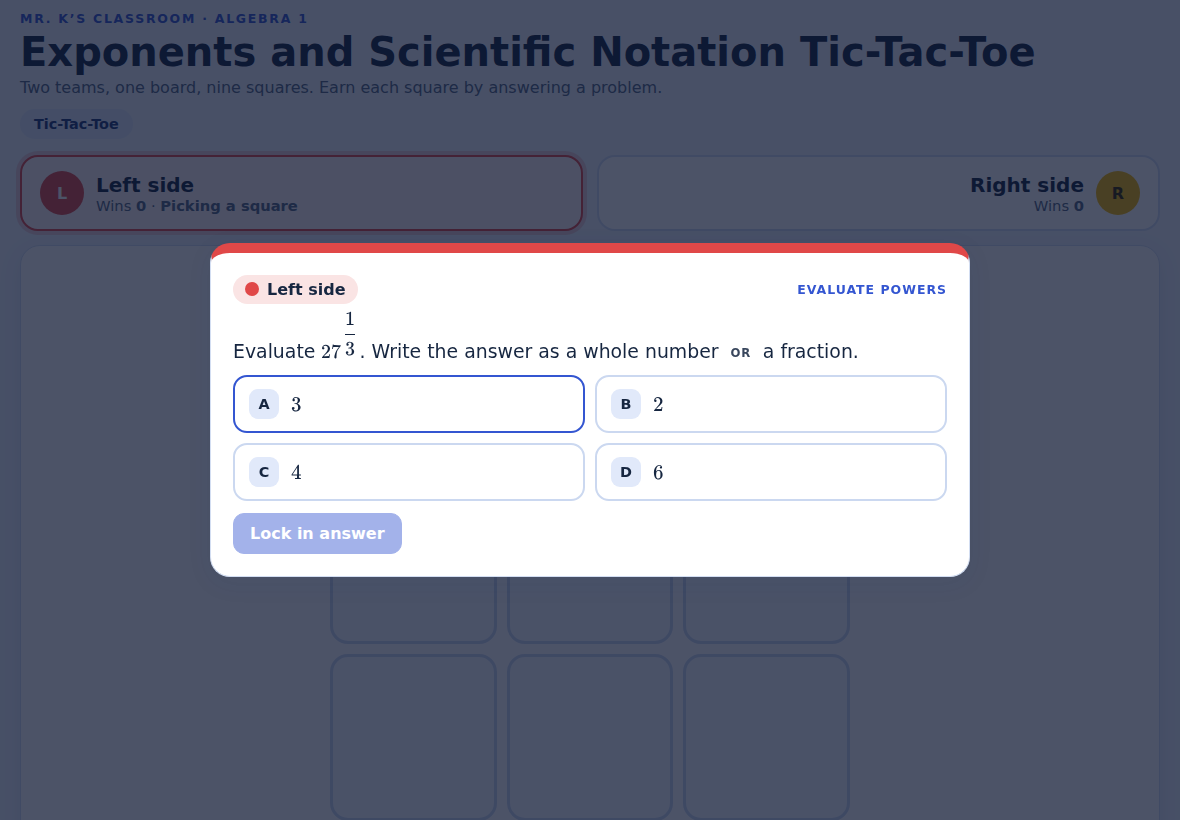 MR. K’S CLASSROOM · ALGEBRA 1
Exponents and Scientific Notation Tic-Tac-Toe
Two teams, one board, nine squares. Earn each square by answering a problem.
Tic-Tac-Toe
L
Left side
Wins 0 · Picking a square
Right side
Wins 0
R
Left side
EVALUATE POWERS
Evaluate 27^(1/3). Write the answer as a whole number OR a fraction.
A 3
B 2
C 4
D 6
Lock in answer